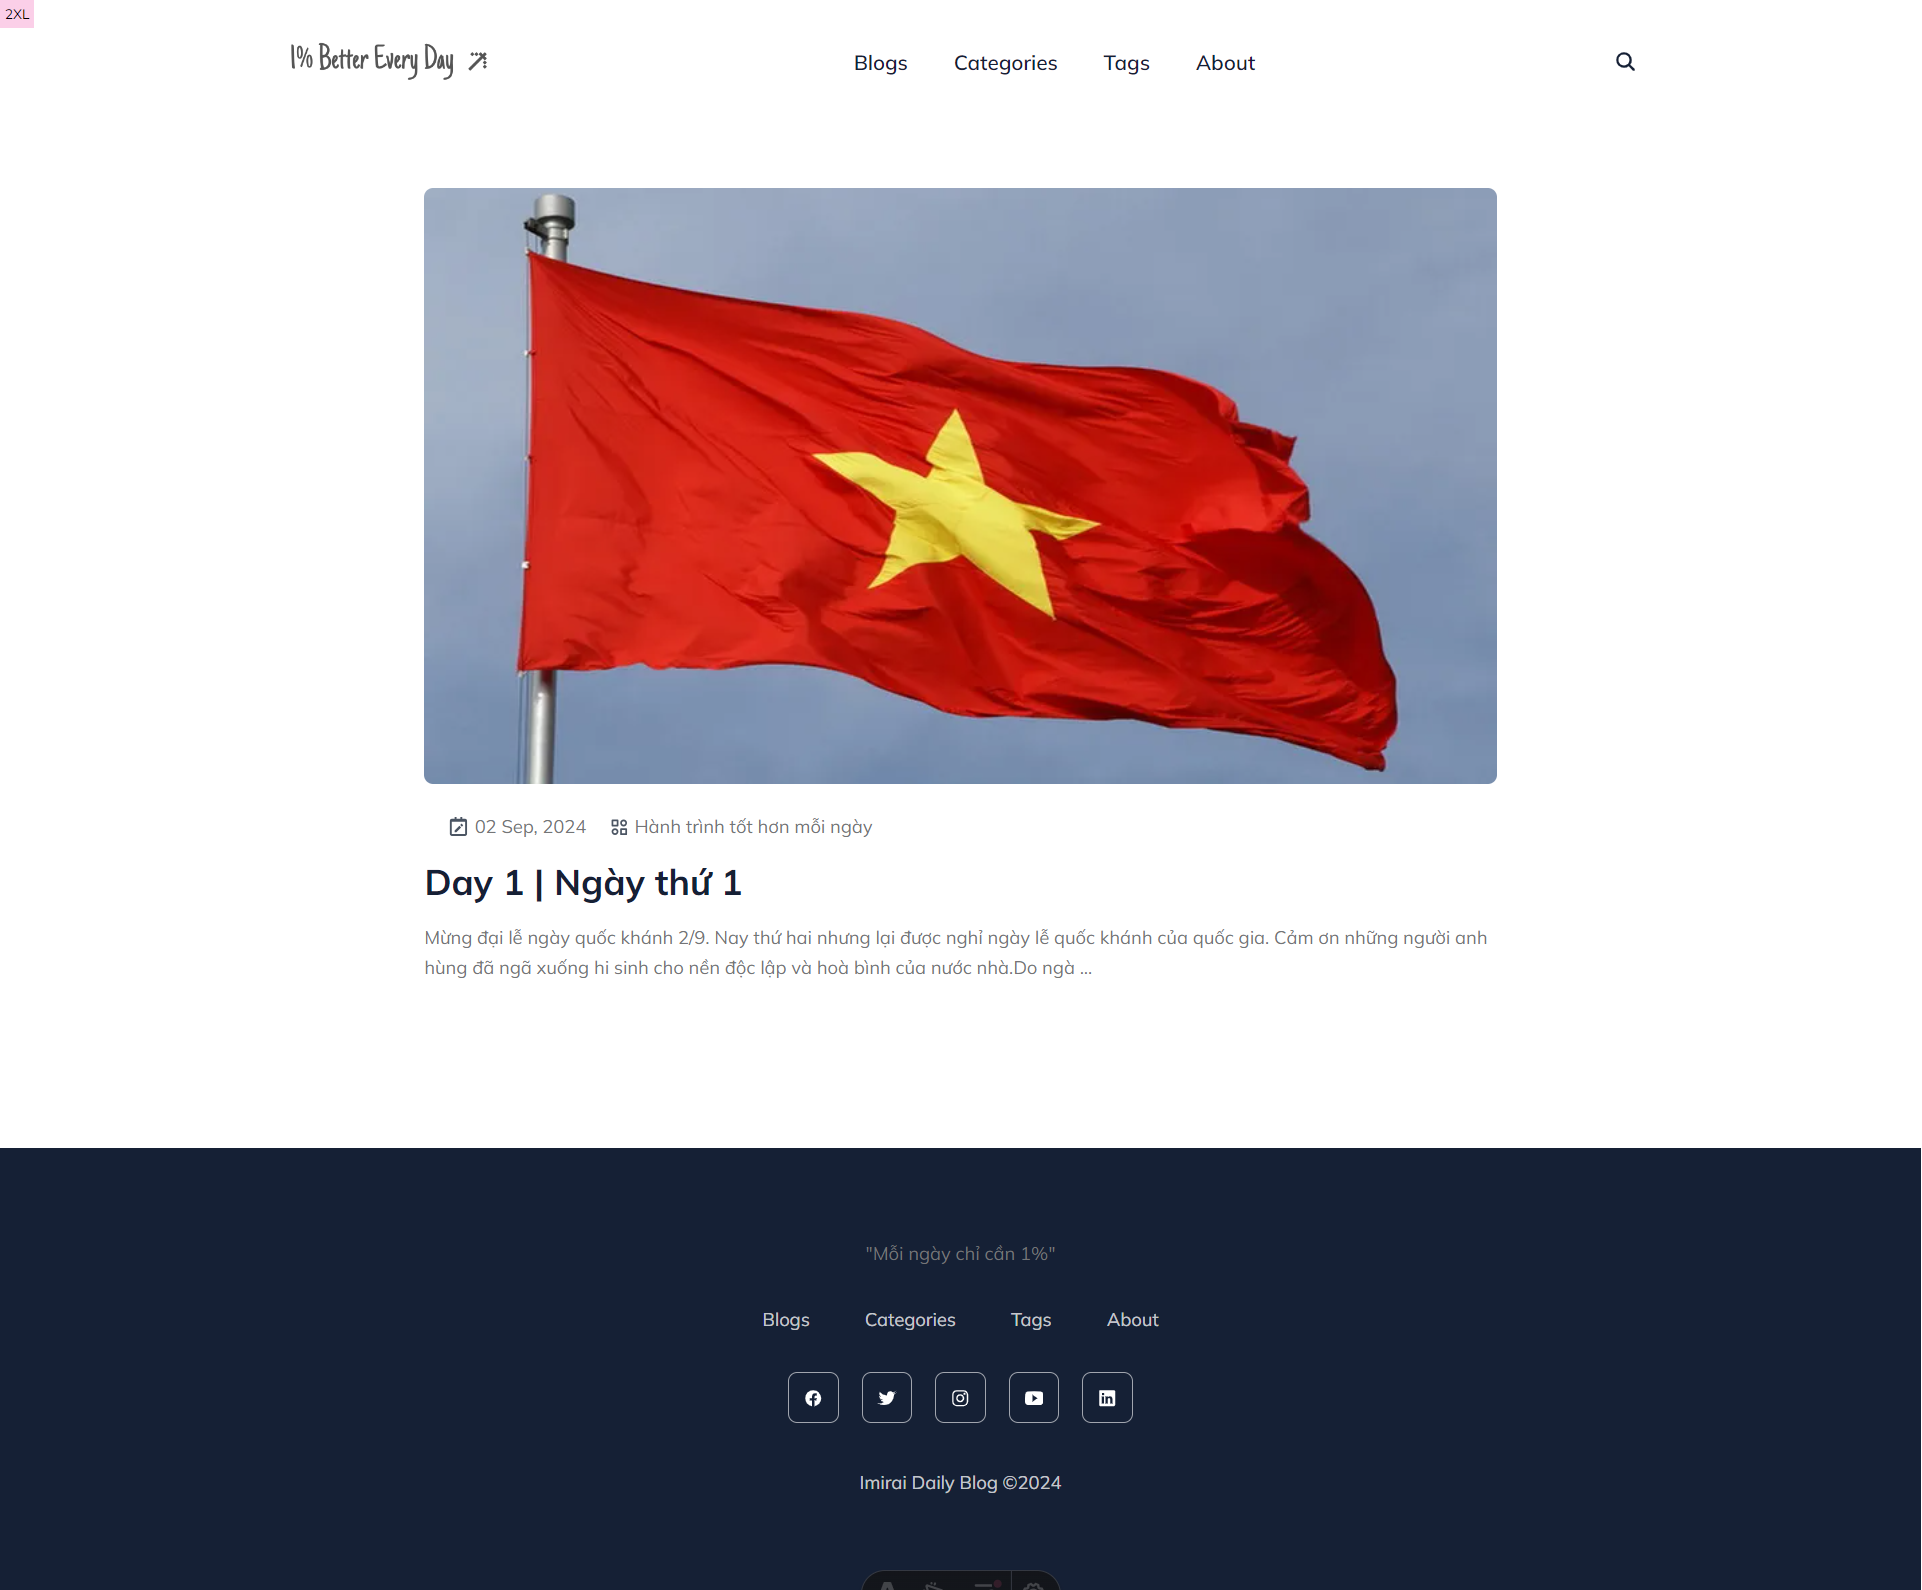 2XL
1% Better Every Day
Blogs Categories Tags About
02 Sep, 2024 Hành trình tốt hơn mỗi ngày
Day 1 | Ngày thứ 1
Mừng đại lễ ngày quốc khánh 2/9. Nay thứ hai nhưng lại được nghỉ ngày lễ quốc khánh của quốc gia. Cảm ơn những người anh
hùng đã ngã xuống hi sinh cho nền độc lập và hoà bình của nước nhà.Do ngà ...
"Mỗi ngày chỉ cần 1%"
Blogs Categories Tags About
Imirai Daily Blog ©2024